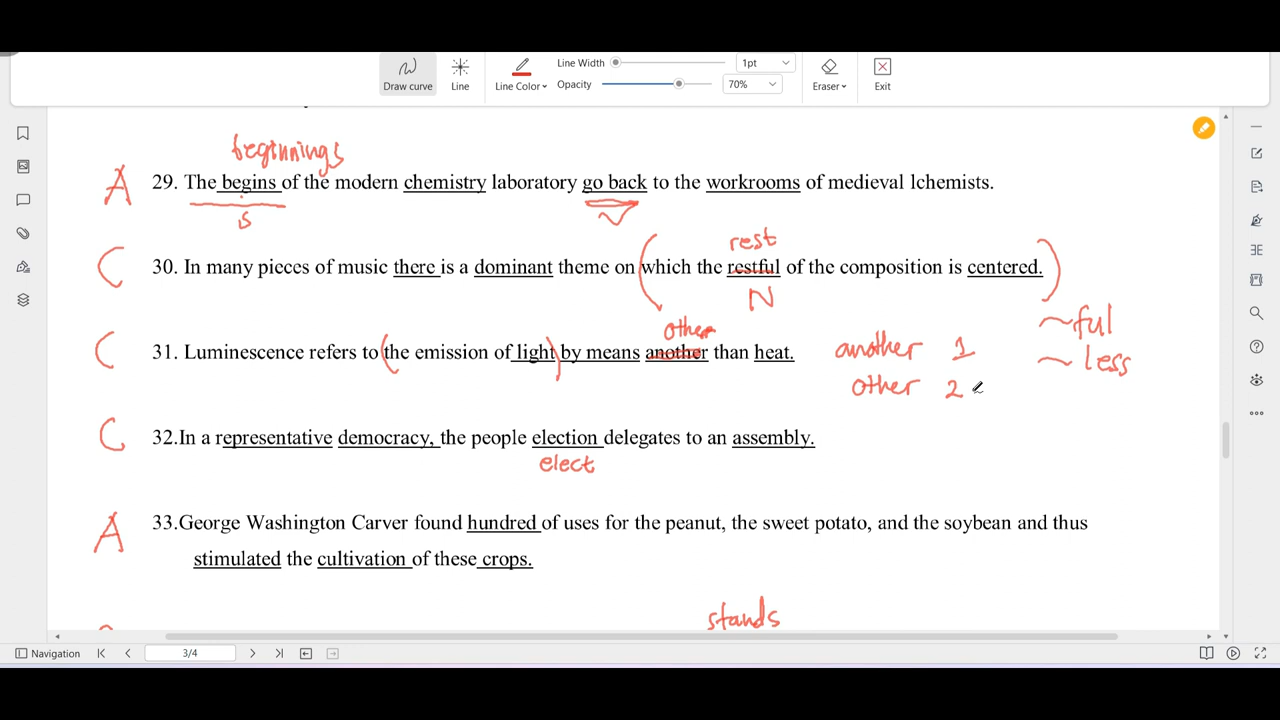 Line Width
1pt
Draw curve
Line
Line Color
Opacity
70%
Eraser
Exit
beginnings
A 29. The begins of the modern chemistry laboratory go back to the workrooms of medieval lchemists.
S V
rest
C 30. In many pieces of music there is a dominant theme on which the restful of the composition is centered.
N
~ful
other
C 31. Luminescence refers to the emission of light by means another than heat. another 1
~less
other 2
C 32.In a representative democracy, the people election delegates to an assembly.
elect
A 33.George Washington Carver found hundred of uses for the peanut, the sweet potato, and the soybean and thus
stimulated the cultivation of these crops.
stands
Navigation
3/4